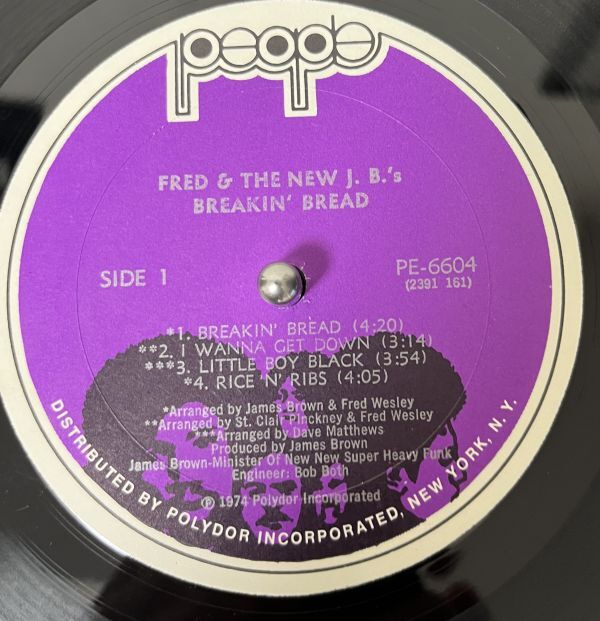 people
FRED & THE NEW J. B.'s
BREAKIN' BREAD
SIDE 1
PE-6604
(2391 161)
*1. BREAKIN' BREAD (4:20)
**2. I WANNA GET DOWN (3:14)
***3. LITTLE BOY BLACK (3:54)
*4. RICE N' RIBS (4:05)
*Arranged by James Brown & Fred Wesley
**Arranged by St. Clair Pinckney & Fred Wesley
***Arranged by Dave Matthews
Produced by James Brown
James Brown-Minister Of New New Super Heavy Funk
Engineer: Bob Both
℗ 1974 Polydor Incorporated
DISTRIBUTED BY POLYDOR INCORPORATED, NEW YORK, N. Y.